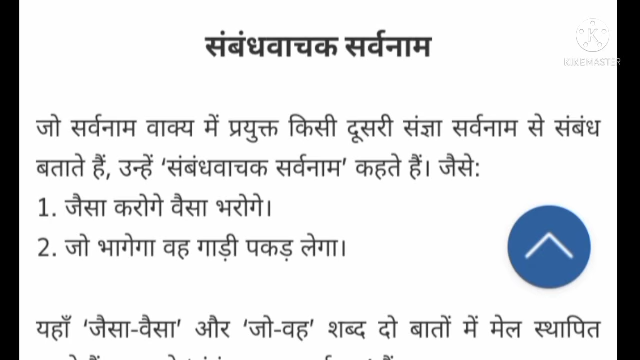 संबंधवाचक सर्वनाम
KINEMASTER
जो सर्वनाम वाक्य में प्रयुक्त किसी दूसरी संज्ञा सर्वनाम से संबंध
बताते हैं, उन्हें ‘संबंधवाचक सर्वनाम’ कहते हैं। जैसे:
1. जैसा करोगे वैसा भरोगे।
2. जो भागेगा वह गाड़ी पकड़ लेगा।
यहाँ ‘जैसा-वैसा’ और ‘जो-वह’ शब्द दो बातों में मेल स्थापित